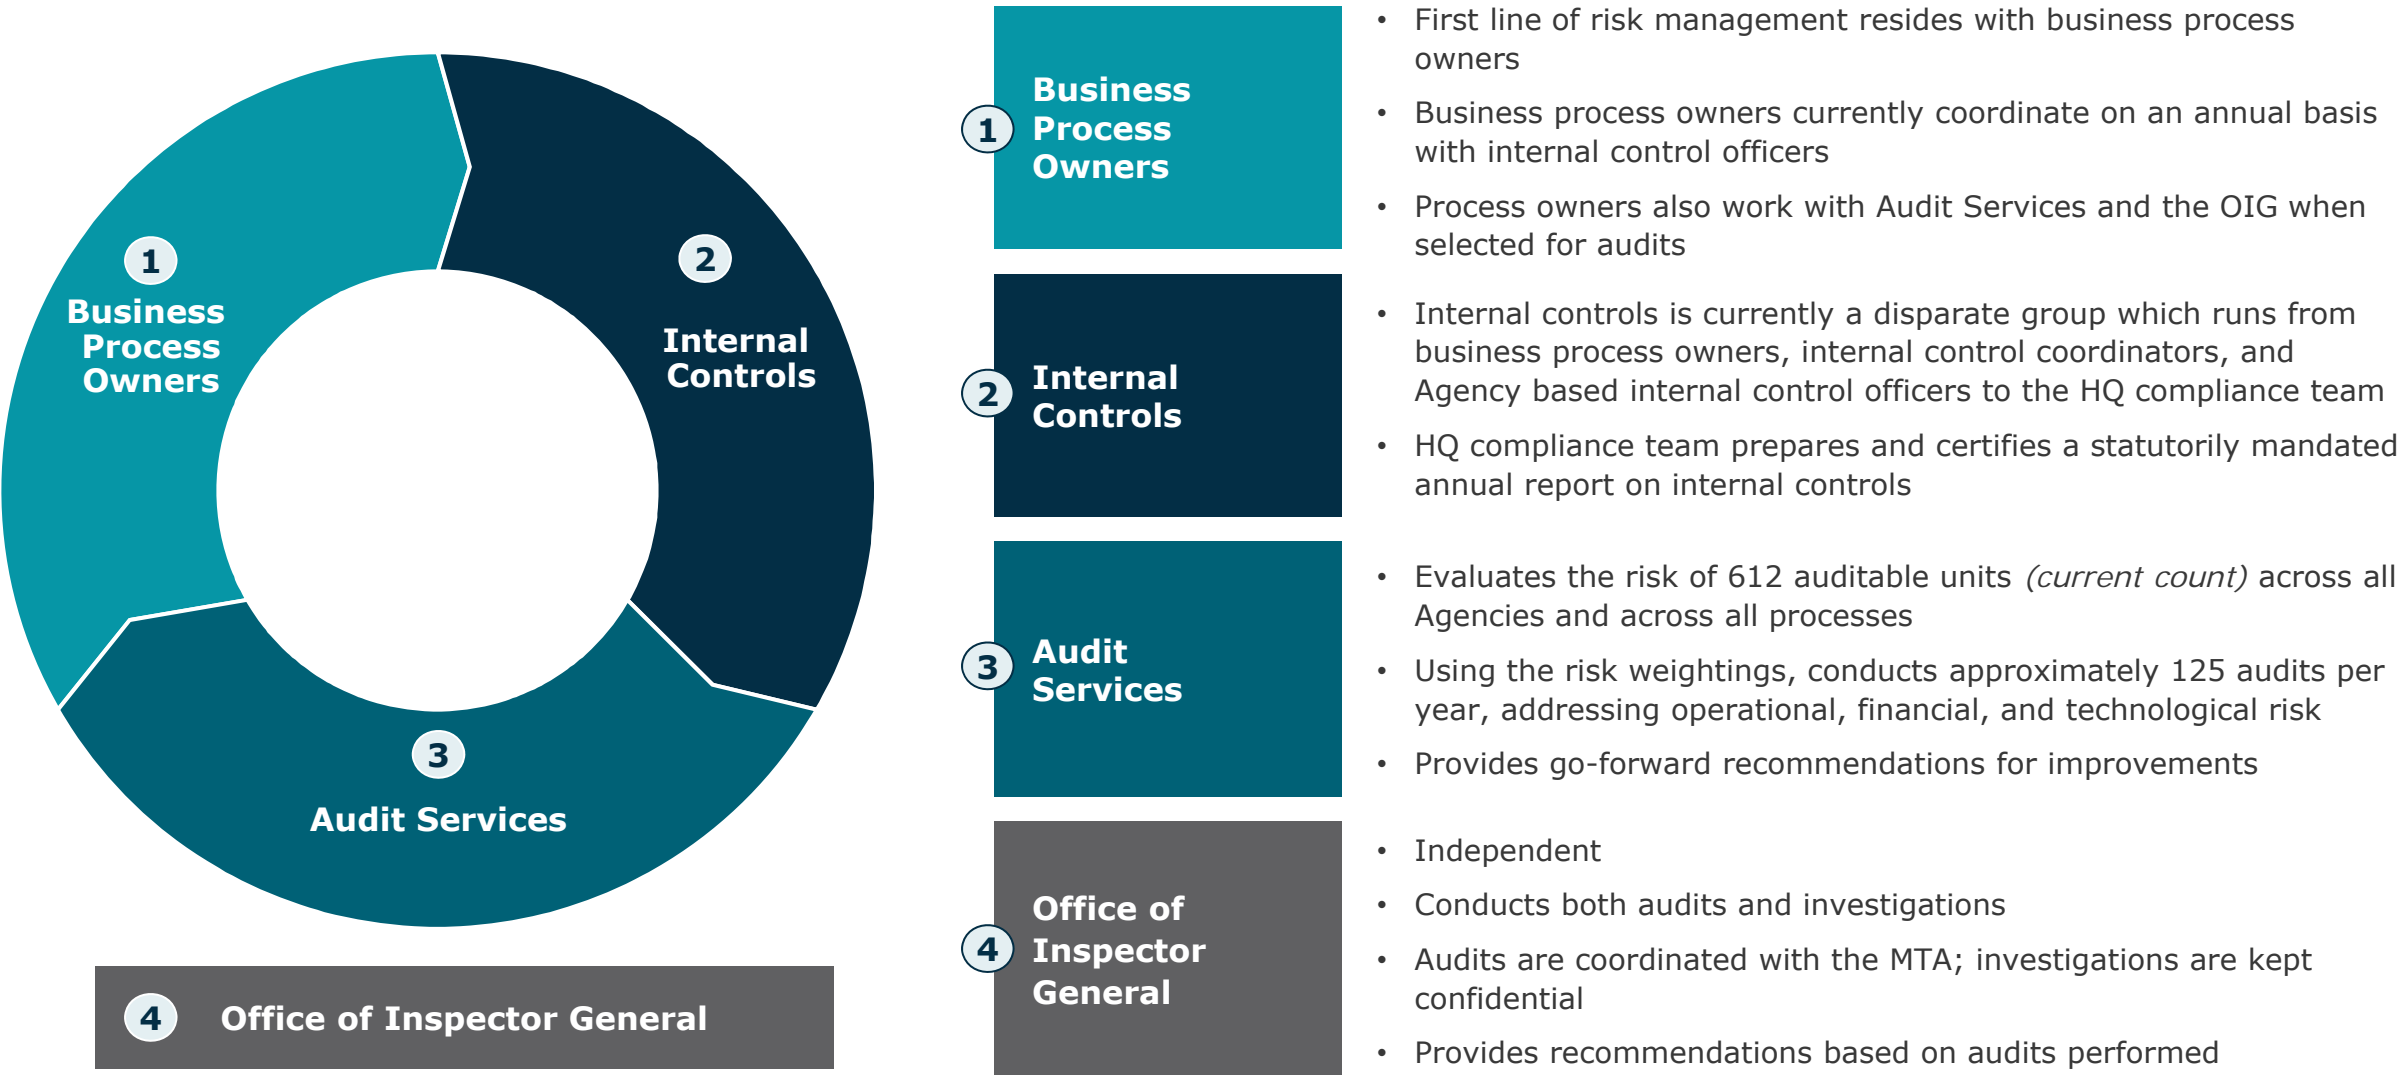 1
Business
Process
Owners
2
Internal
Controls
3
Audit Services
4
Office of Inspector General
1
Business
Process
Owners
• First line of risk management resides with business process
owners
• Business process owners currently coordinate on an annual basis
with internal control officers
• Process owners also work with Audit Services and the OIG when
selected for audits
2
Internal
Controls
• Internal controls is currently a disparate group which runs from
business process owners, internal control coordinators, and
Agency based internal control officers to the HQ compliance team
• HQ compliance team prepares and certifies a statutorily mandated
annual report on internal controls
3
Audit
Services
• Evaluates the risk of 612 auditable units (current count) across all
Agencies and across all processes
• Using the risk weightings, conducts approximately 125 audits per
year, addressing operational, financial, and technological risk
• Provides go-forward recommendations for improvements
4
Office of
Inspector
General
• Independent
• Conducts both audits and investigations
• Audits are coordinated with the MTA; investigations are kept
confidential
• Provides recommendations based on audits performed